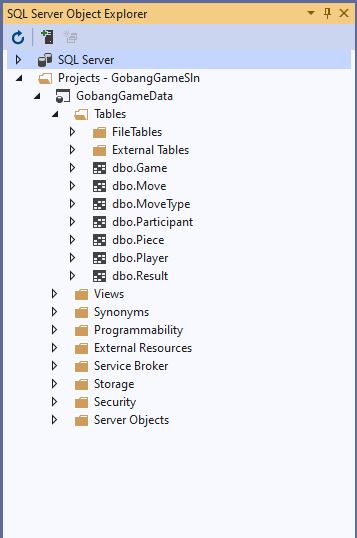 SQL Server Object Explorer
SQL Server
Projects - GobangGameSln
GobangGameData
Tables
FileTables
External Tables
dbo.Game
dbo.Move
dbo.MoveType
dbo.Participant
dbo.Piece
dbo.Player
dbo.Result
Views
Synonyms
Programmability
External Resources
Service Broker
Storage
Security
Server Objects